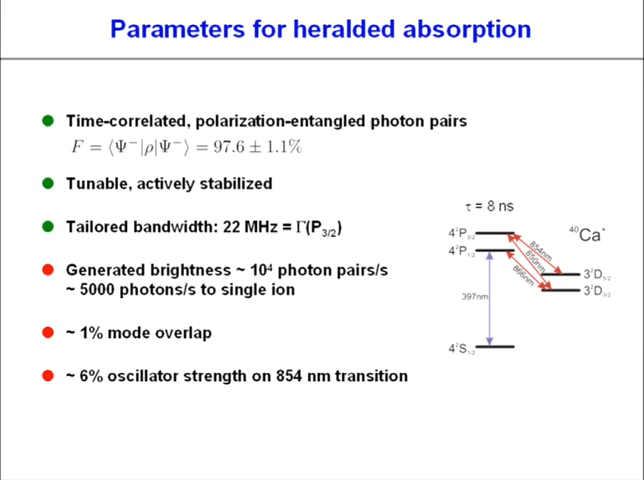 Parameters for heralded absorption
Time-correlated, polarization-entangled photon pairs
F = ⟨Ψ⁻|ρ|Ψ⁻⟩ = 97.6 ± 1.1%
Tunable, actively stabilized
Tailored bandwidth: 22 MHz = Γ(P₃/₂)
Generated brightness ~ 10⁴ photon pairs/s
~ 5000 photons/s to single ion
~ 1% mode overlap
~ 6% oscillator strength on 854 nm transition
τ = 8 ns
⁴⁰Ca⁺
4²P₃/₂
4²P₁/₂
854nm
850nm
866nm
3²D₅/₂
3²D₃/₂
397nm
4²S₁/₂